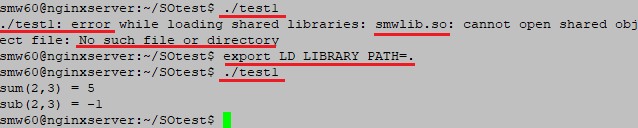 smw60@nginxserver:~/SOtest$ ./test1
./test1: error while loading shared libraries: smwlib.so: cannot open shared obj
ect file: No such file or directory
smw60@nginxserver:~/SOtest$ export LD_LIBRARY_PATH=.
smw60@nginxserver:~/SOtest$ ./test1
sum(2,3) = 5
sub(2,3) = -1
smw60@nginxserver:~/SOtest$